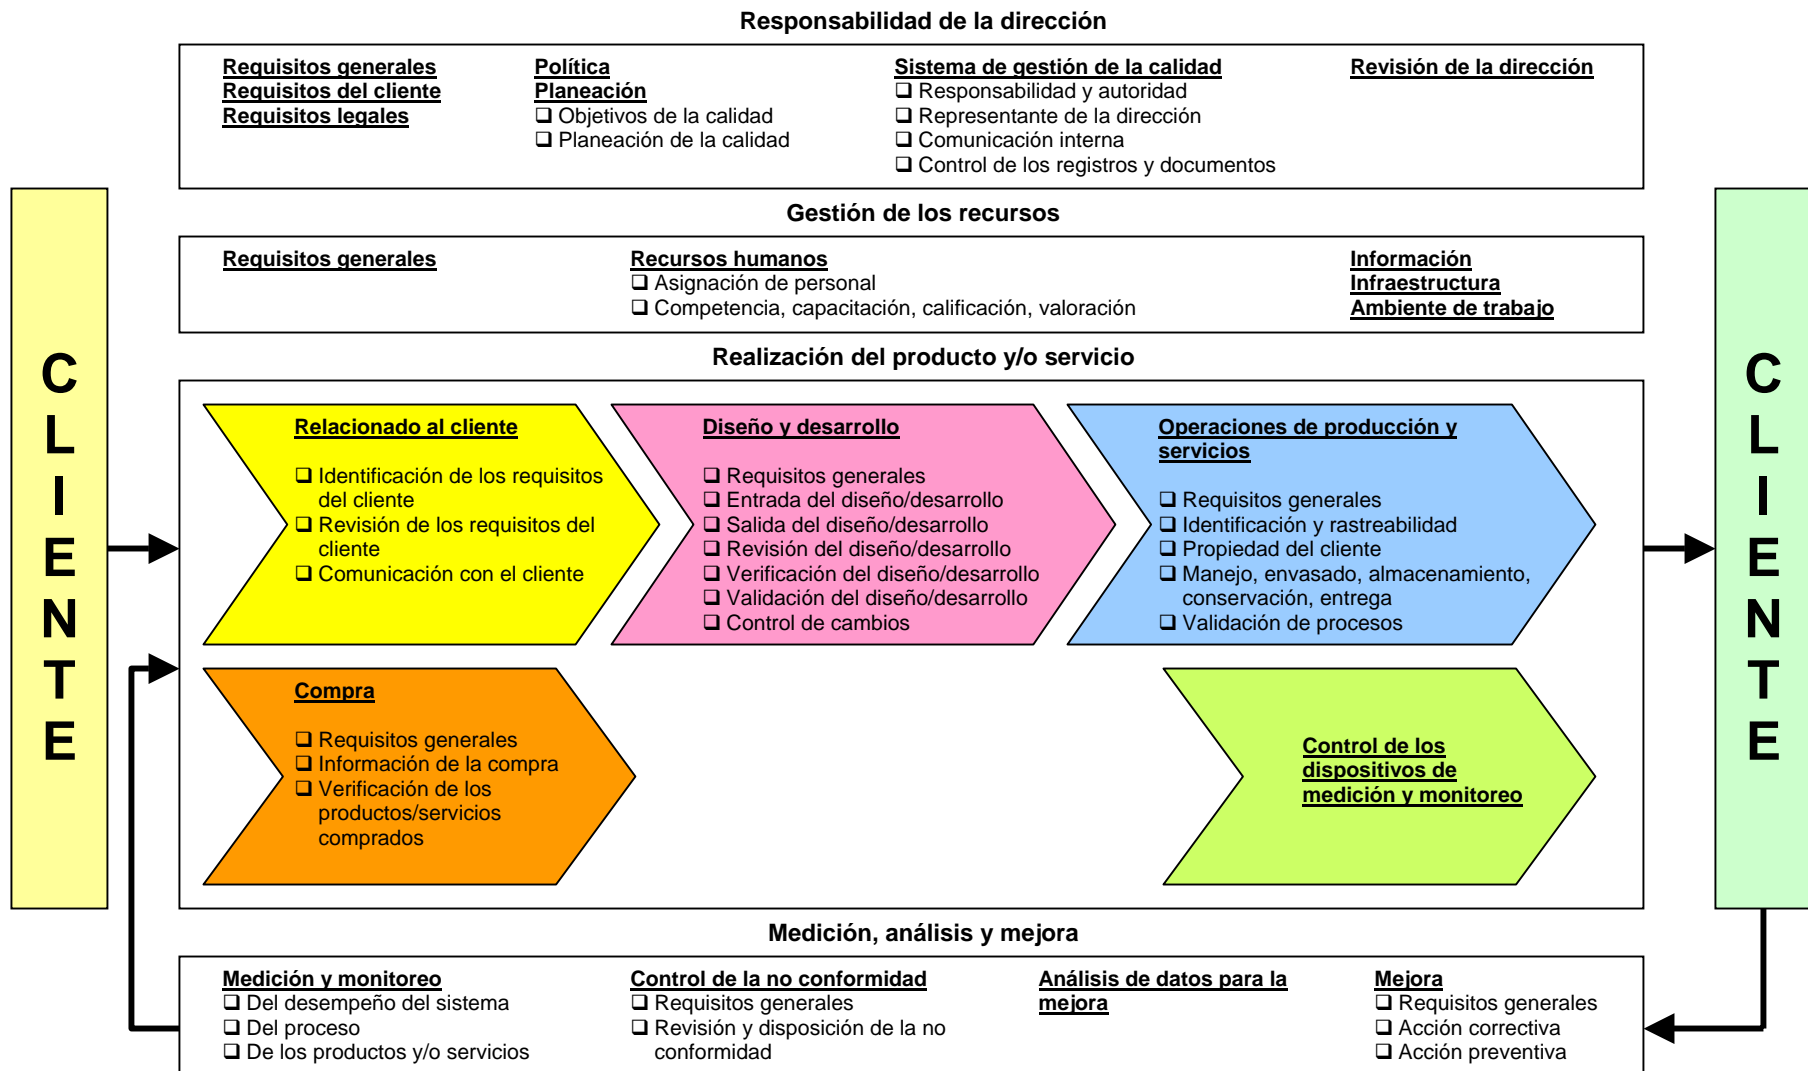 Responsabilidad de la dirección
Requisitos generales
Requisitos del cliente
Requisitos legales
Política
Planeación
❑ Objetivos de la calidad
❑ Planeación de la calidad
Sistema de gestión de la calidad
❑ Responsabilidad y autoridad
❑ Representante de la dirección
❑ Comunicación interna
❑ Control de los registros y documentos
Revisión de la dirección
CLIENTE
Gestión de los recursos
Requisitos generales
Recursos humanos
❑ Asignación de personal
❑ Competencia, capacitación, calificación, valoración
Información
Infraestructura
Ambiente de trabajo
Realización del producto y/o servicio
Relacionado al cliente
❑ Identificación de los requisitos
del cliente
❑ Revisión de los requisitos del
cliente
❑ Comunicación con el cliente
Diseño y desarrollo
❑ Requisitos generales
❑ Entrada del diseño/desarrollo
❑ Salida del diseño/desarrollo
❑ Revisión del diseño/desarrollo
❑ Verificación del diseño/desarrollo
❑ Validación del diseño/desarrollo
❑ Control de cambios
Operaciones de producción y
servicios
❑ Requisitos generales
❑ Identificación y rastreabilidad
❑ Propiedad del cliente
❑ Manejo, envasado, almacenamiento,
conservación, entrega
❑ Validación de procesos
Compra
❑ Requisitos generales
❑ Información de la compra
❑ Verificación de los
productos/servicios
comprados
Control de los
dispositivos de
medición y monitoreo
CLIENTE
Medición, análisis y mejora
Medición y monitoreo
❑ Del desempeño del sistema
❑ Del proceso
❑ De los productos y/o servicios
Control de la no conformidad
❑ Requisitos generales
❑ Revisión y disposición de la no
conformidad
Análisis de datos para la
mejora
Mejora
❑ Requisitos generales
❑ Acción correctiva
❑ Acción preventiva